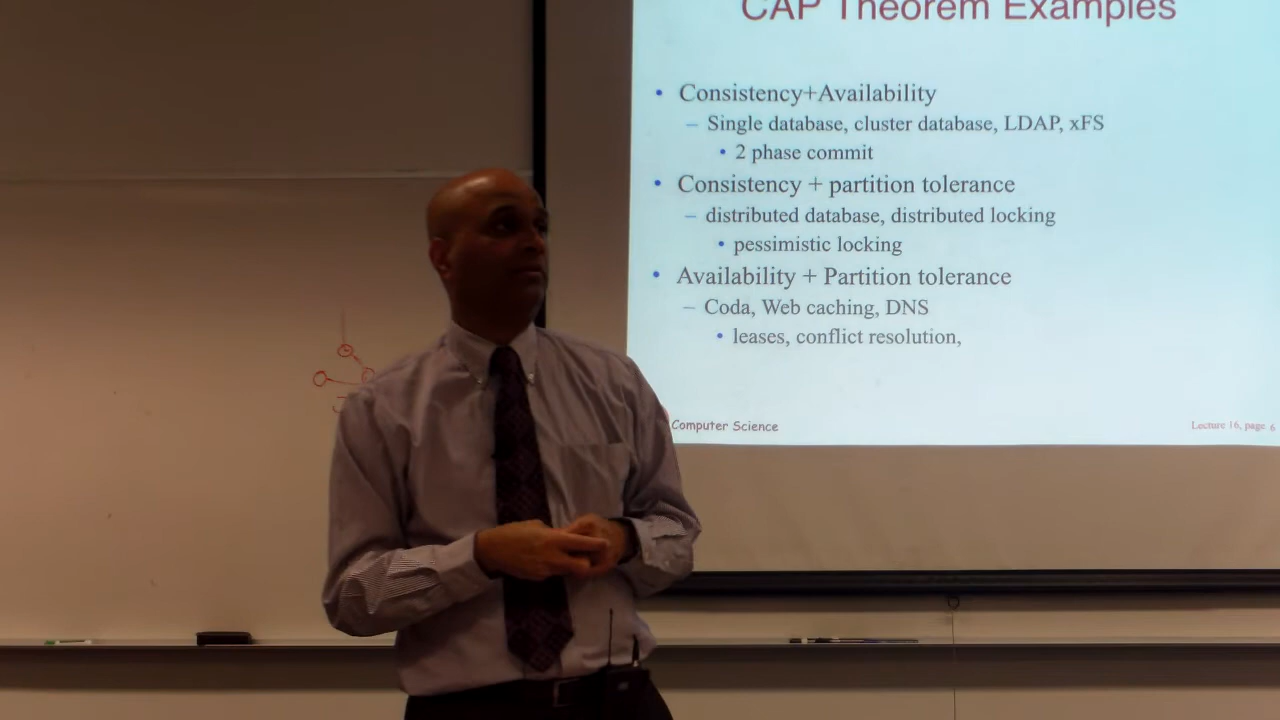 CAP Theorem Examples
• Consistency+Availability
– Single database, cluster database, LDAP, xFS
• 2 phase commit
• Consistency + partition tolerance
– distributed database, distributed locking
• pessimistic locking
• Availability + Partition tolerance
– Coda, Web caching, DNS
• leases, conflict resolution,
Computer Science
Lecture 16, page 6